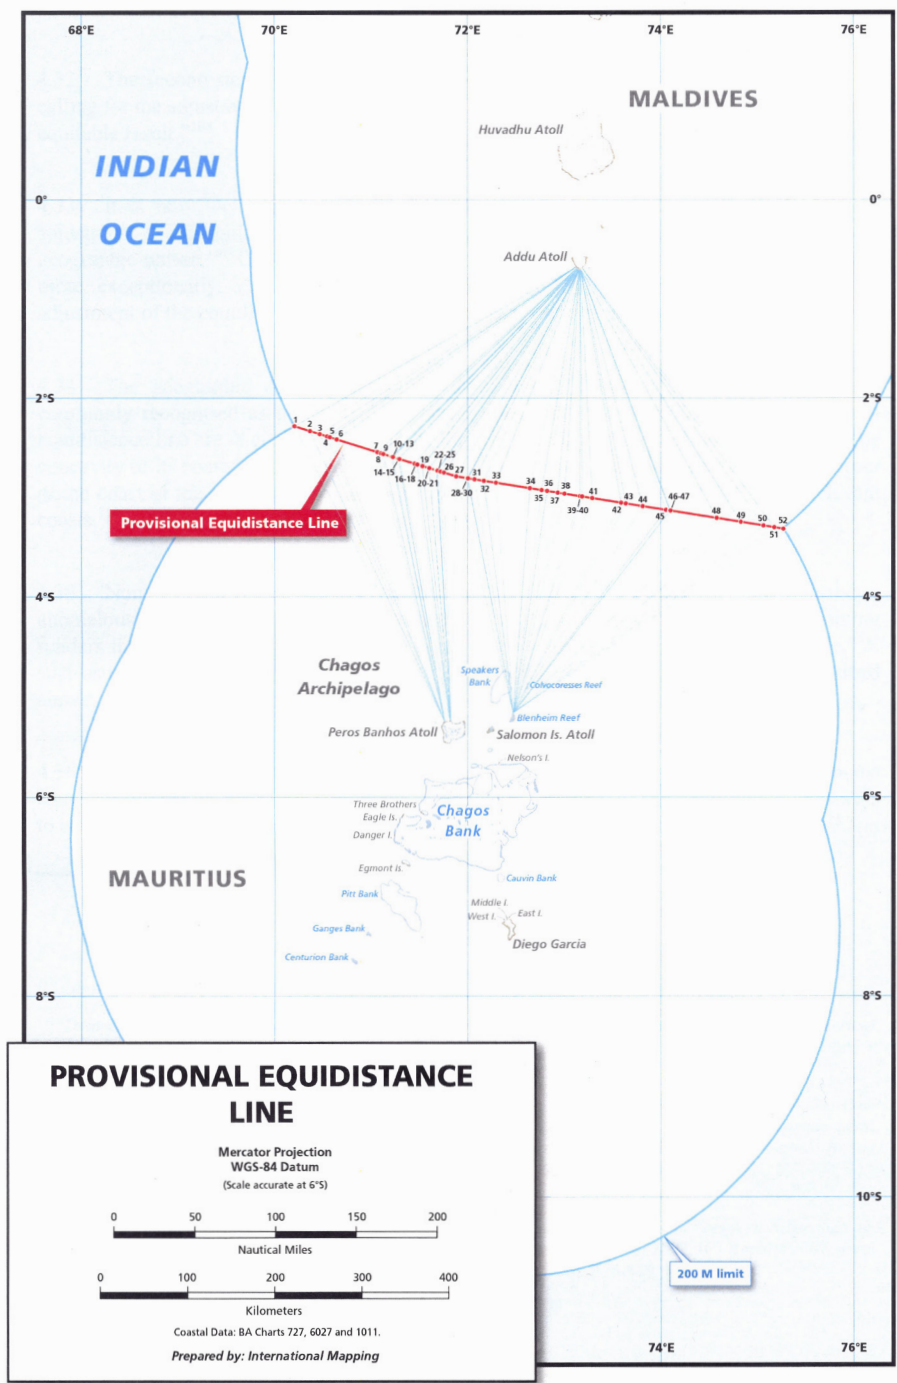 68°E 70°E 72°E 74°E 76°E
MALDIVES
Huvadhu Atoll
INDIAN
OCEAN
0° 0°
Addu Atoll
2°S 2°S
1 2 3 5 6 7 9 10-13 19 22-25 26 27 31 33 34 36 38 41 43 44 46-47 48 49 50 52
4 8 14-15 16-18 20-21 28-30 32 35 37 39-40 42 45 51
Provisional Equidistance Line
4°S 4°S
Chagos
Archipelago
Speakers
Bank
Colvocoresses Reef
Blenheim Reef
Peros Banhos Atoll
Salomon Is. Atoll
Nelson's I.
6°S 6°S
Three Brothers
Eagle Is.
Danger I.
Chagos
Bank
Egmont Is.
MAURITIUS
Cauvin Bank
Pitt Bank
Middle I.
West I.
East I.
Ganges Bank
Diego Garcia
Centurion Bank
8°S 8°S
PROVISIONAL EQUIDISTANCE
LINE
Mercator Projection
WGS-84 Datum
(Scale accurate at 6°S)
0 50 100 150 200
Nautical Miles
0 100 200 300 400
Kilometers
Coastal Data: BA Charts 727, 6027 and 1011.
Prepared by: International Mapping
10°S
200 M limit
74°E 76°E